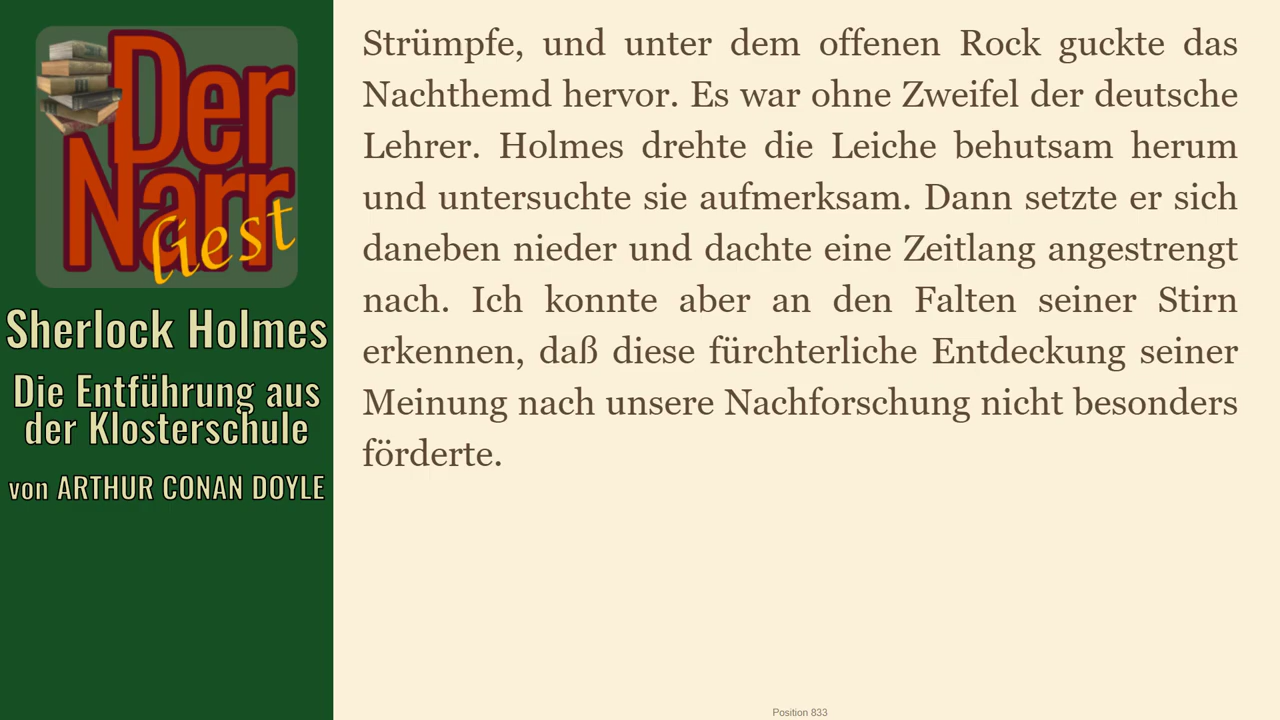 Der
Narr
liest
Sherlock Holmes
Die Entführung aus
der Klosterschule
von ARTHUR CONAN DOYLE
Strümpfe, und unter dem offenen Rock guckte das
Nachthemd hervor. Es war ohne Zweifel der deutsche
Lehrer. Holmes drehte die Leiche behutsam herum
und untersuchte sie aufmerksam. Dann setzte er sich
daneben nieder und dachte eine Zeitlang angestrengt
nach. Ich konnte aber an den Falten seiner Stirn
erkennen, daß diese fürchterliche Entdeckung seiner
Meinung nach unsere Nachforschung nicht besonders
förderte.
Position 833